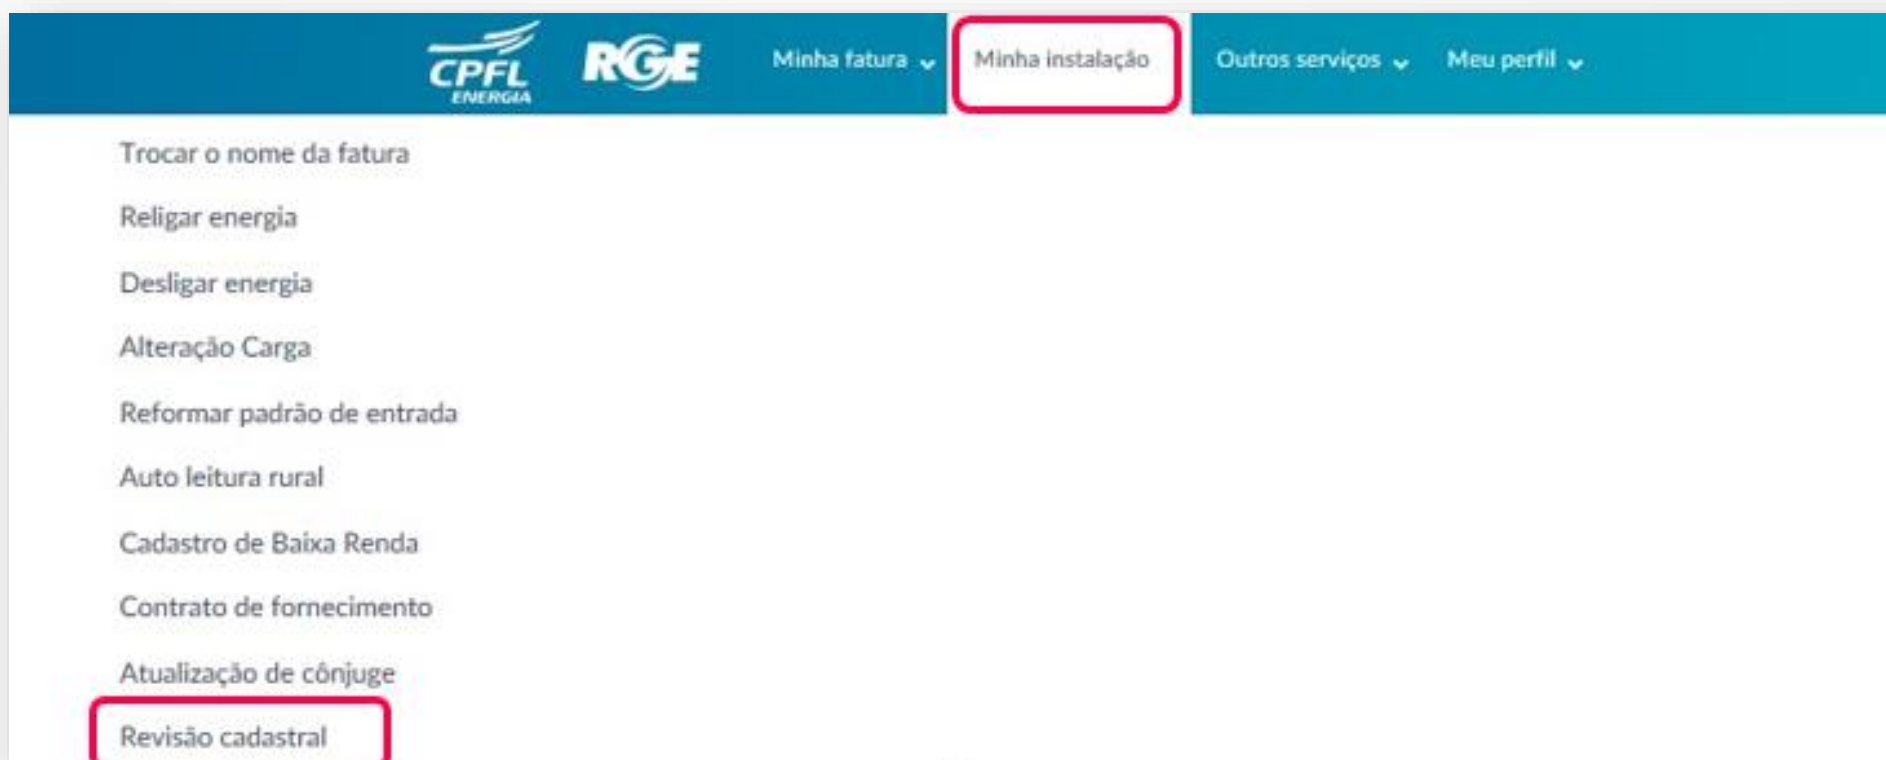 CPFL
ENERGIA
RGE
Minha fatura
Minha instalação
Outros serviços
Meu perfil
Trocar o nome da fatura
Religar energia
Desligar energia
Alteração Carga
Reformar padrão de entrada
Auto leitura rural
Cadastro de Baixa Renda
Contrato de fornecimento
Atualização de cônjuge
Revisão cadastral